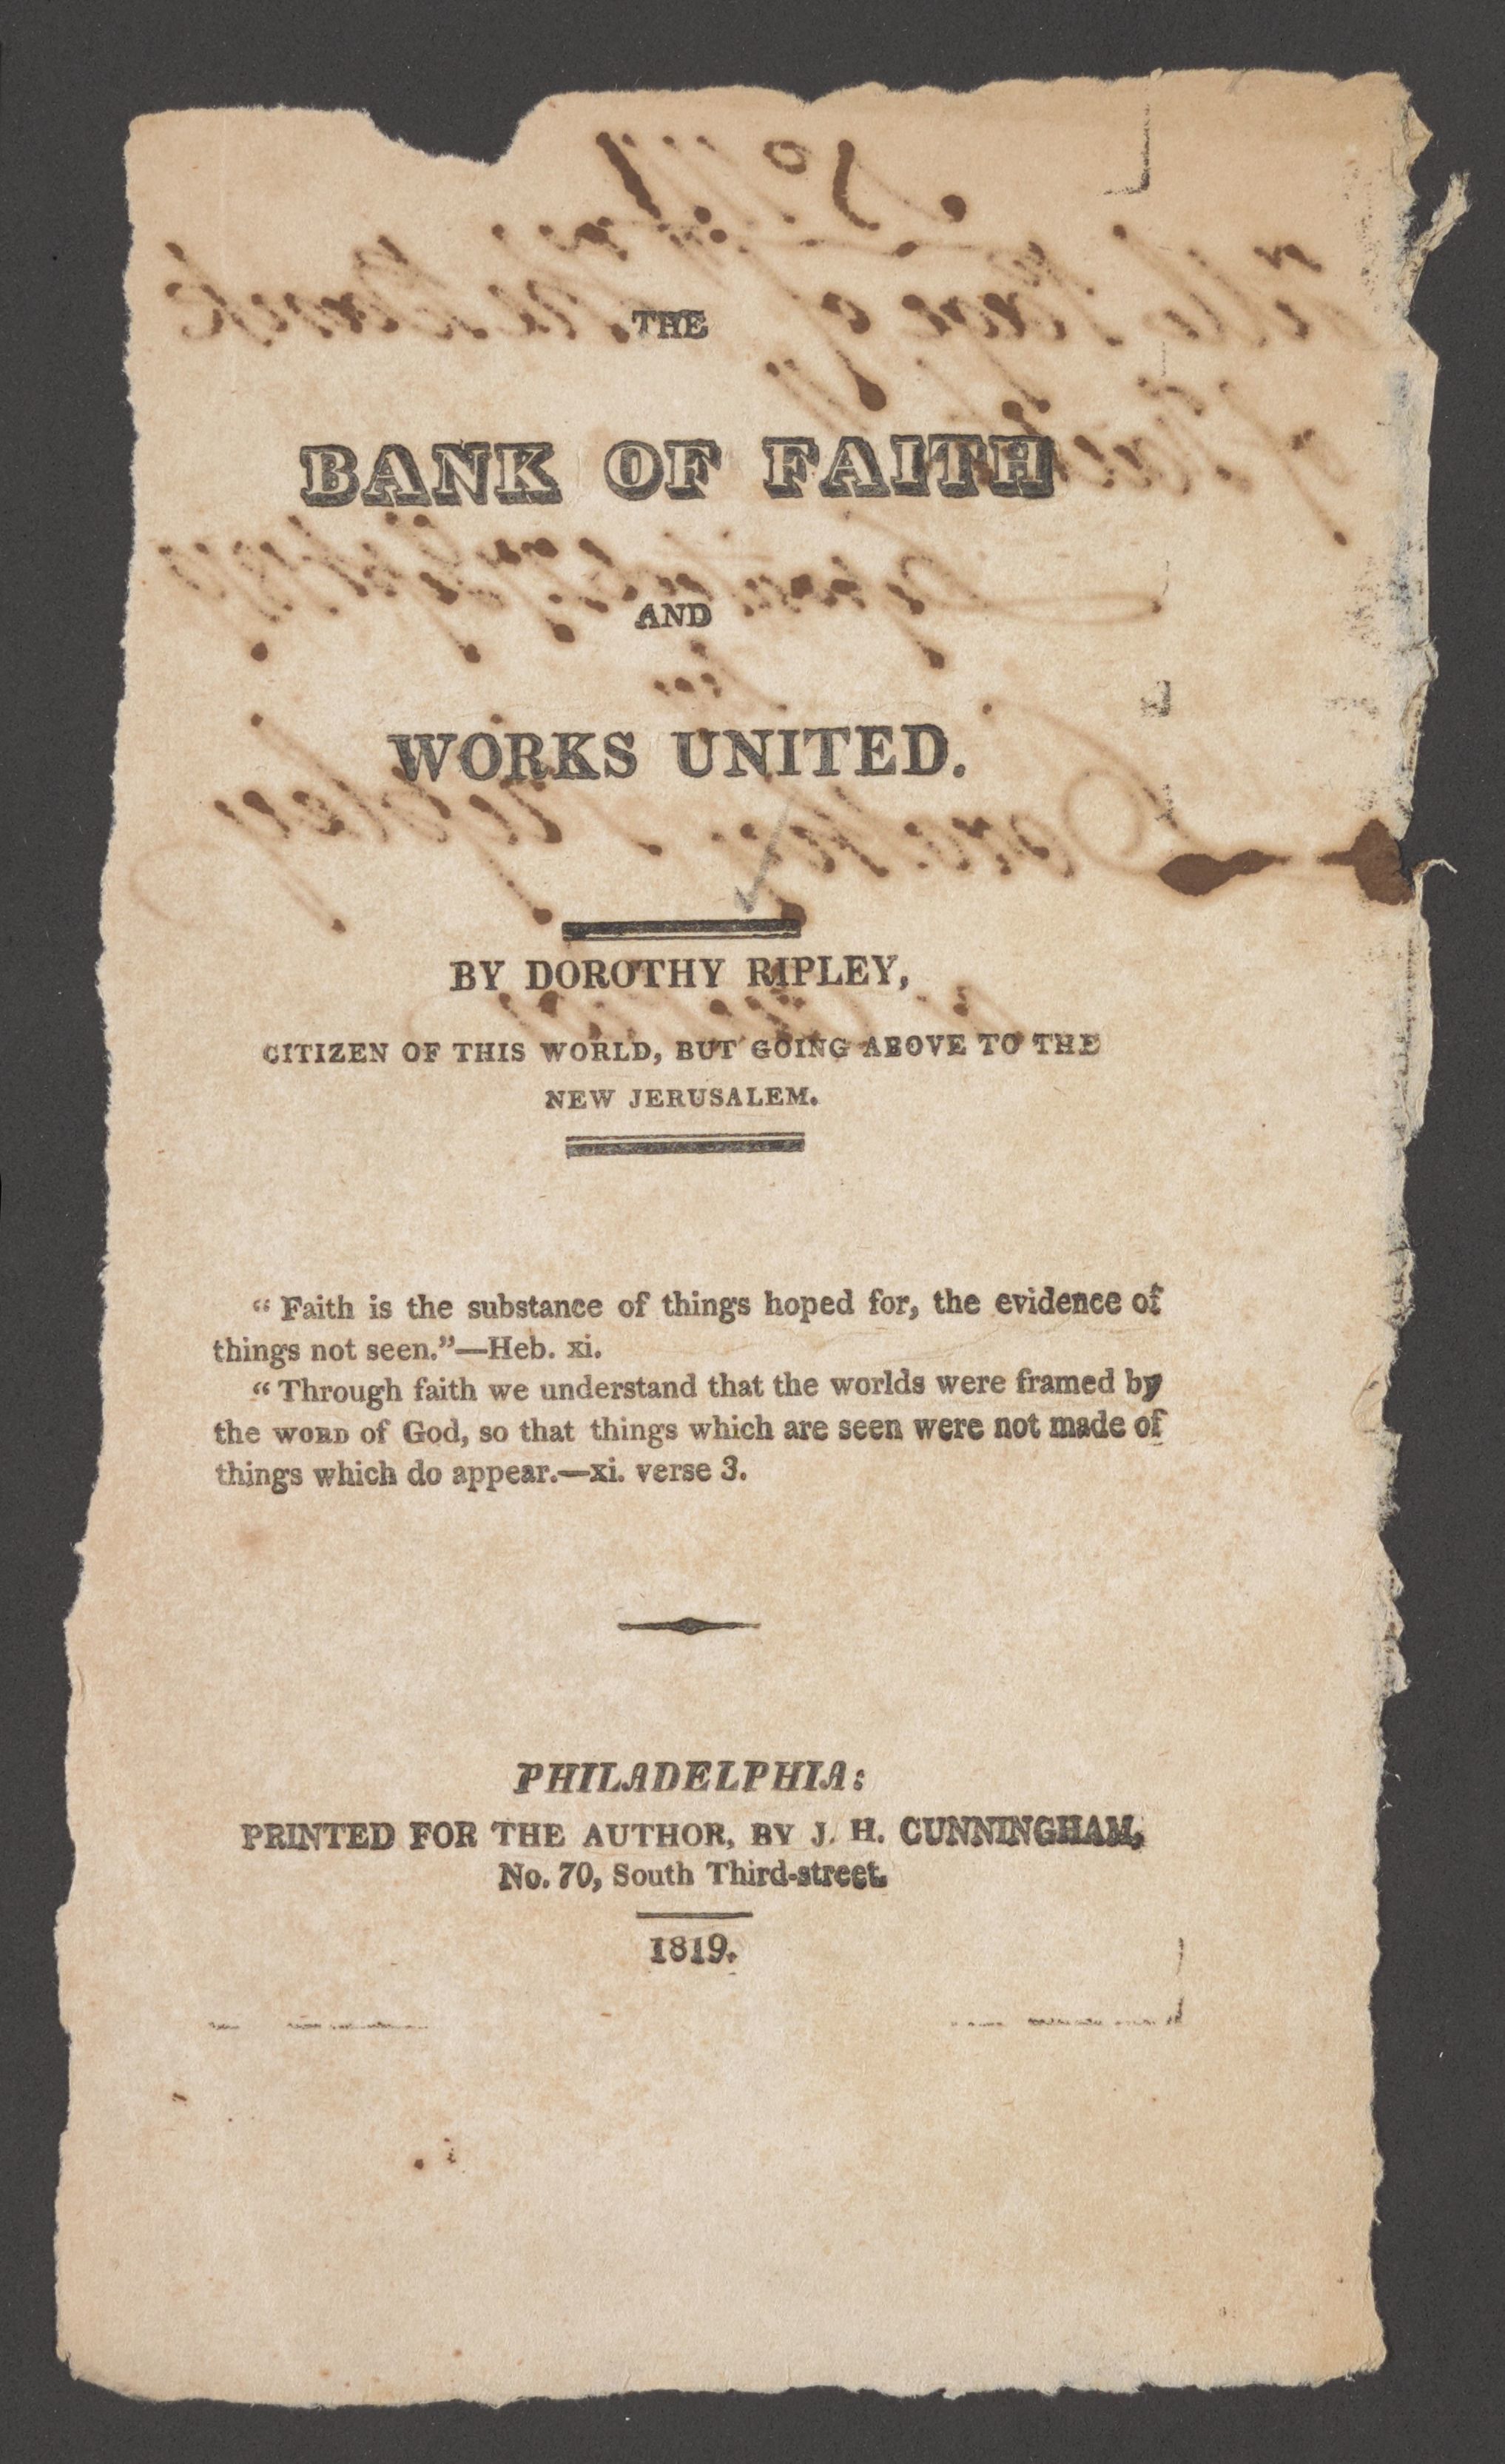 THE
BANK OF FAITH
AND
WORKS UNITED.
BY DOROTHY RIPLEY,
CITIZEN OF THIS WORLD, BUT GOING ABOVE TO THE
NEW JERUSALEM.
“ Faith is the substance of things hoped for, the evidence of
things not seen.”—Heb. xi.
“ Through faith we understand that the worlds were framed by
the WORD of God, so that things which are seen were not made of
things which do appear.—xi. verse 3.
PHILADELPHIA:
PRINTED FOR THE AUTHOR, BY J. H. CUNNINGHAM,
No. 70, South Third-street.
1819.